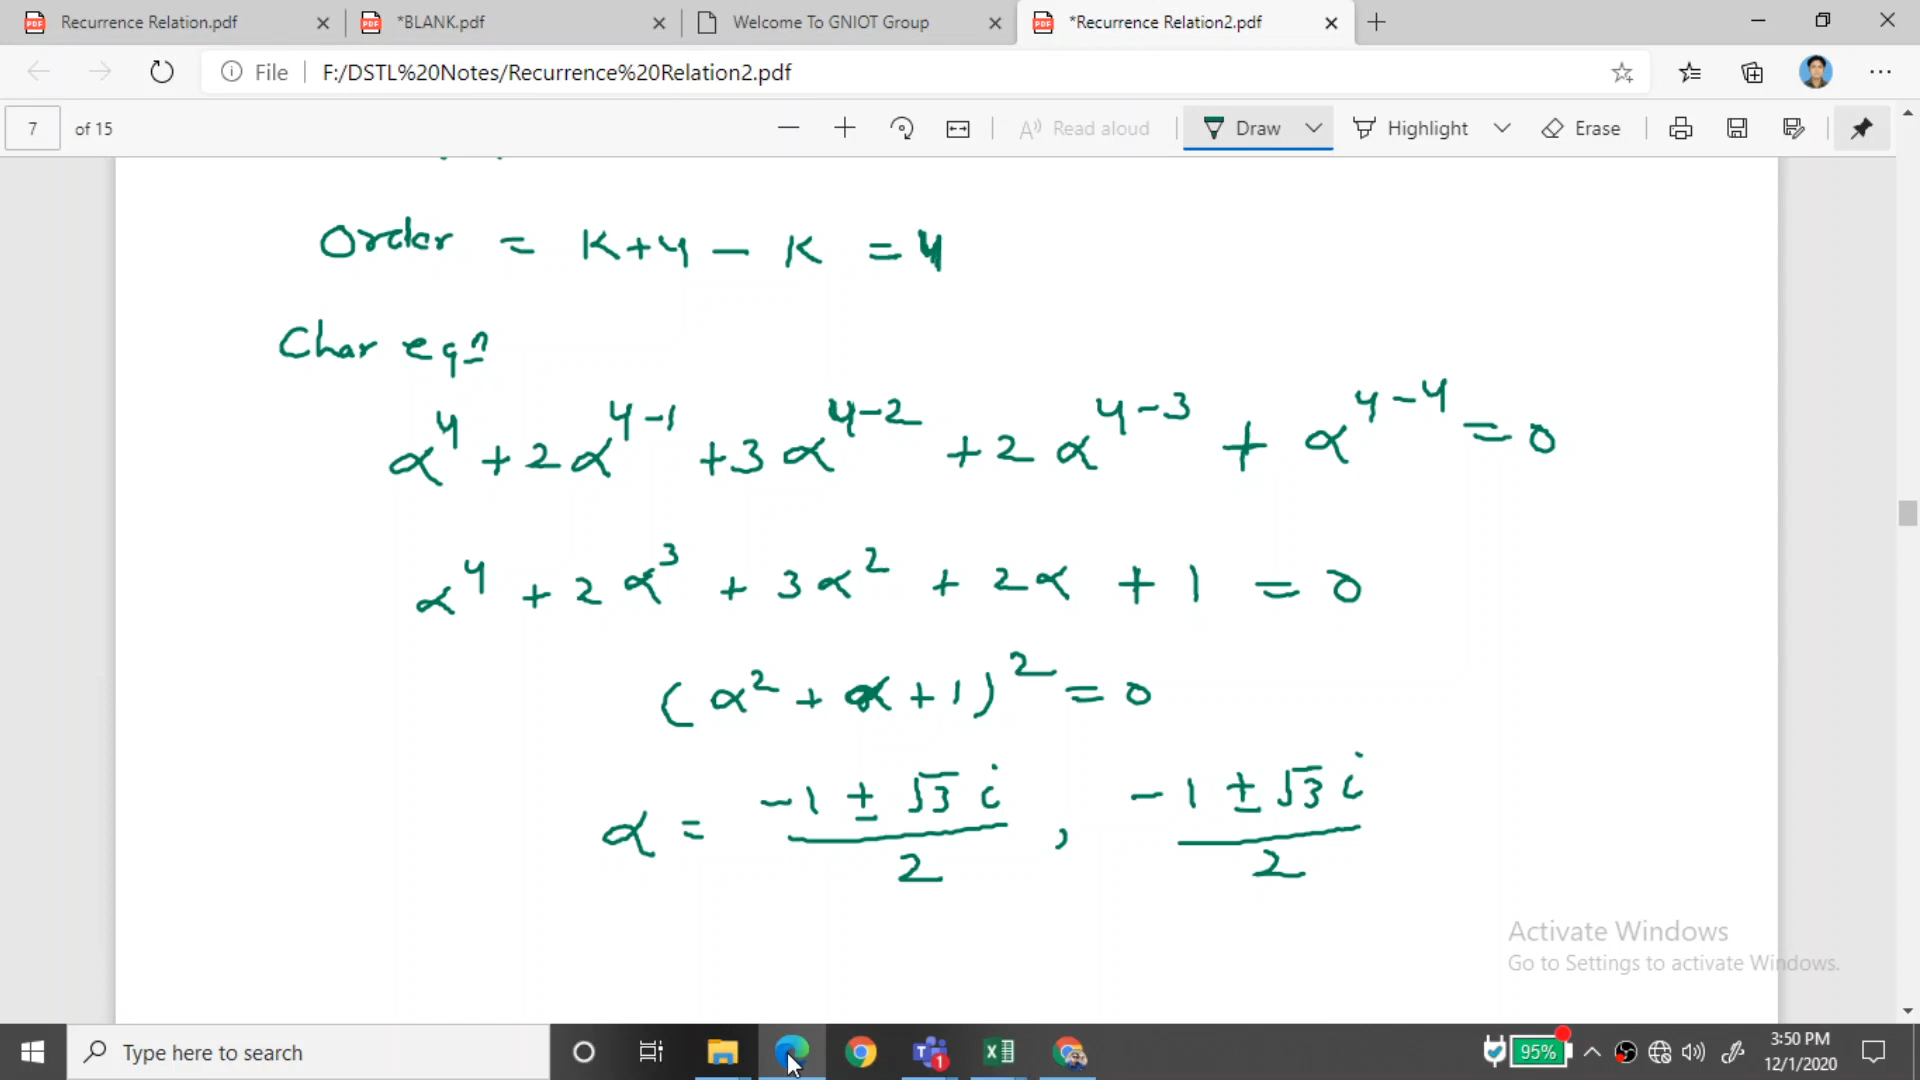 Recurrence Relation.pdf *BLANK.pdf Welcome To GNIOT Group *Recurrence Relation2.pdf
File F:/DSTL%20Notes/Recurrence%20Relation2.pdf
7 of 15 Read aloud Draw Highlight Erase
Order = K+4 - K = 4
Char eqn
α^4 + 2α^(4-1) + 3α^(4-2) + 2α^(4-3) + α^(4-4) = 0
α^4 + 2α^3 + 3α^2 + 2α + 1 = 0
(α^2 + α + 1)^2 = 0
α = (-1 ± √3 i)/2 , (-1 ± √3 i)/2
Activate Windows
Go to Settings to activate Windows.
Type here to search 1 95% 3:50 PM
12/1/2020